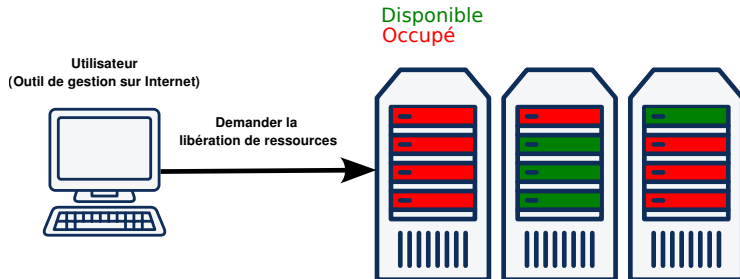 Disponible
Occupé
Utilisateur
(Outil de gestion sur Internet)
Demander la
libération de ressources